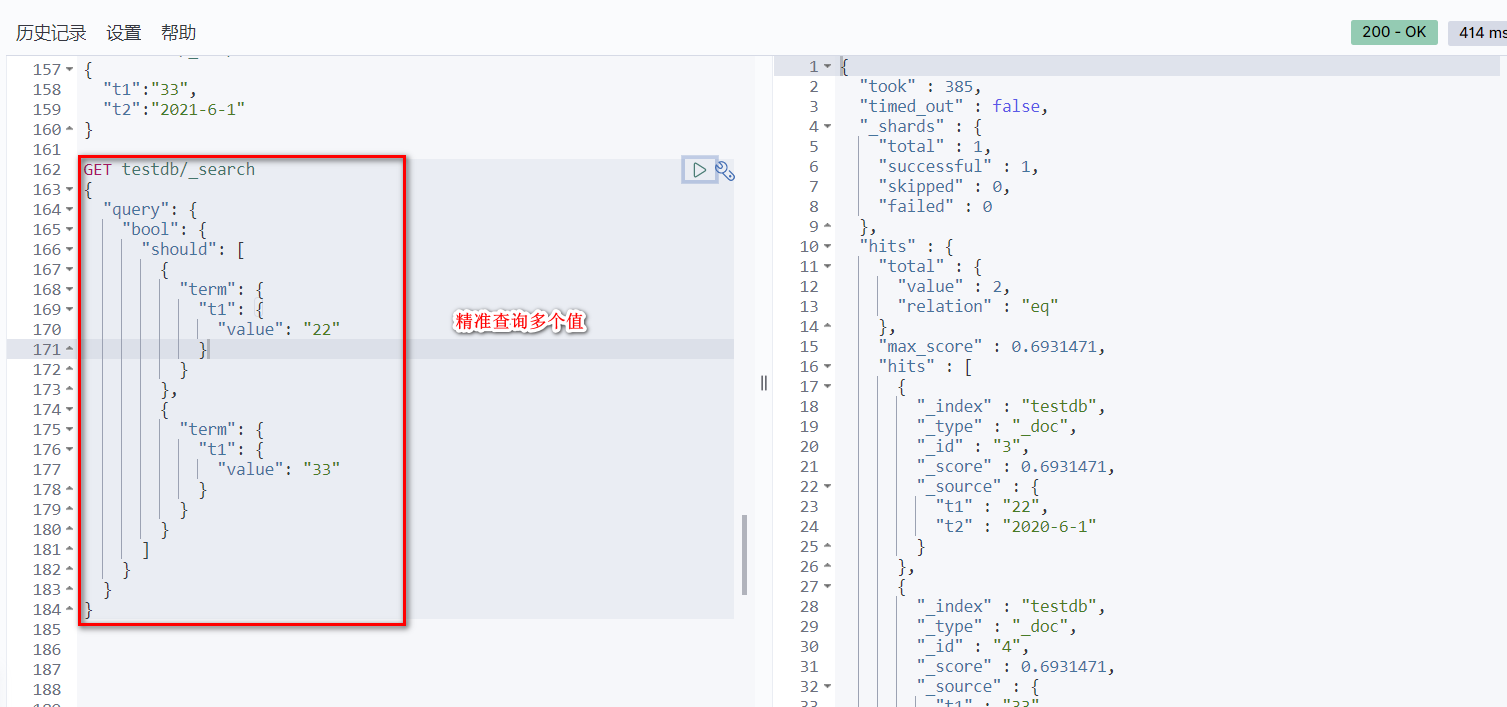 历史记录 设置 帮助
200 - OK
414 ms
157 {
158 "t1":"33",
159 "t2":"2021-6-1"
160 }
161
162 GET testdb/_search
163 {
164 "query": {
165 "bool": {
166 "should": [
167 {
168 "term": {
169 "t1": {
170 "value": "22"
171 }
172 }
173 },
174 {
175 "term": {
176 "t1": {
177 "value": "33"
178 }
179 }
180 }
181 ]
182 }
183 }
184 }
185
186
187
188
精准查询多个值
1 {
2 "took" : 385,
3 "timed_out" : false,
4 "_shards" : {
5 "total" : 1,
6 "successful" : 1,
7 "skipped" : 0,
8 "failed" : 0
9 },
10 "hits" : {
11 "total" : {
12 "value" : 2,
13 "relation" : "eq"
14 },
15 "max_score" : 0.6931471,
16 "hits" : [
17 {
18 "_index" : "testdb",
19 "_type" : "_doc",
20 "_id" : "3",
21 "_score" : 0.6931471,
22 "_source" : {
23 "t1" : "22",
24 "t2" : "2020-6-1"
25 }
26 },
27 {
28 "_index" : "testdb",
29 "_type" : "_doc",
30 "_id" : "4",
31 "_score" : 0.6931471,
32 "_source" : {
33 "t1" : "33"